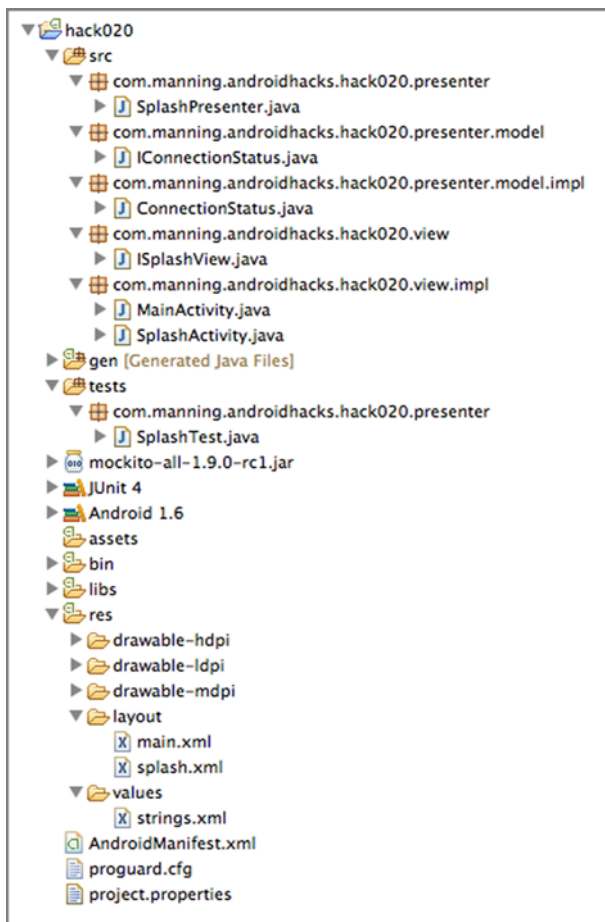 hack020
src
com.manning.androidhacks.hack020.presenter
SplashPresenter.java
com.manning.androidhacks.hack020.presenter.model
IConnectionStatus.java
com.manning.androidhacks.hack020.presenter.model.impl
ConnectionStatus.java
com.manning.androidhacks.hack020.view
ISplashView.java
com.manning.androidhacks.hack020.view.impl
MainActivity.java
SplashActivity.java
gen [Generated Java Files]
tests
com.manning.androidhacks.hack020.presenter
SplashTest.java
mockito-all-1.9.0-rc1.jar
JUnit 4
Android 1.6
assets
bin
libs
res
drawable-hdpi
drawable-ldpi
drawable-mdpi
layout
main.xml
splash.xml
values
strings.xml
AndroidManifest.xml
proguard.cfg
project.properties